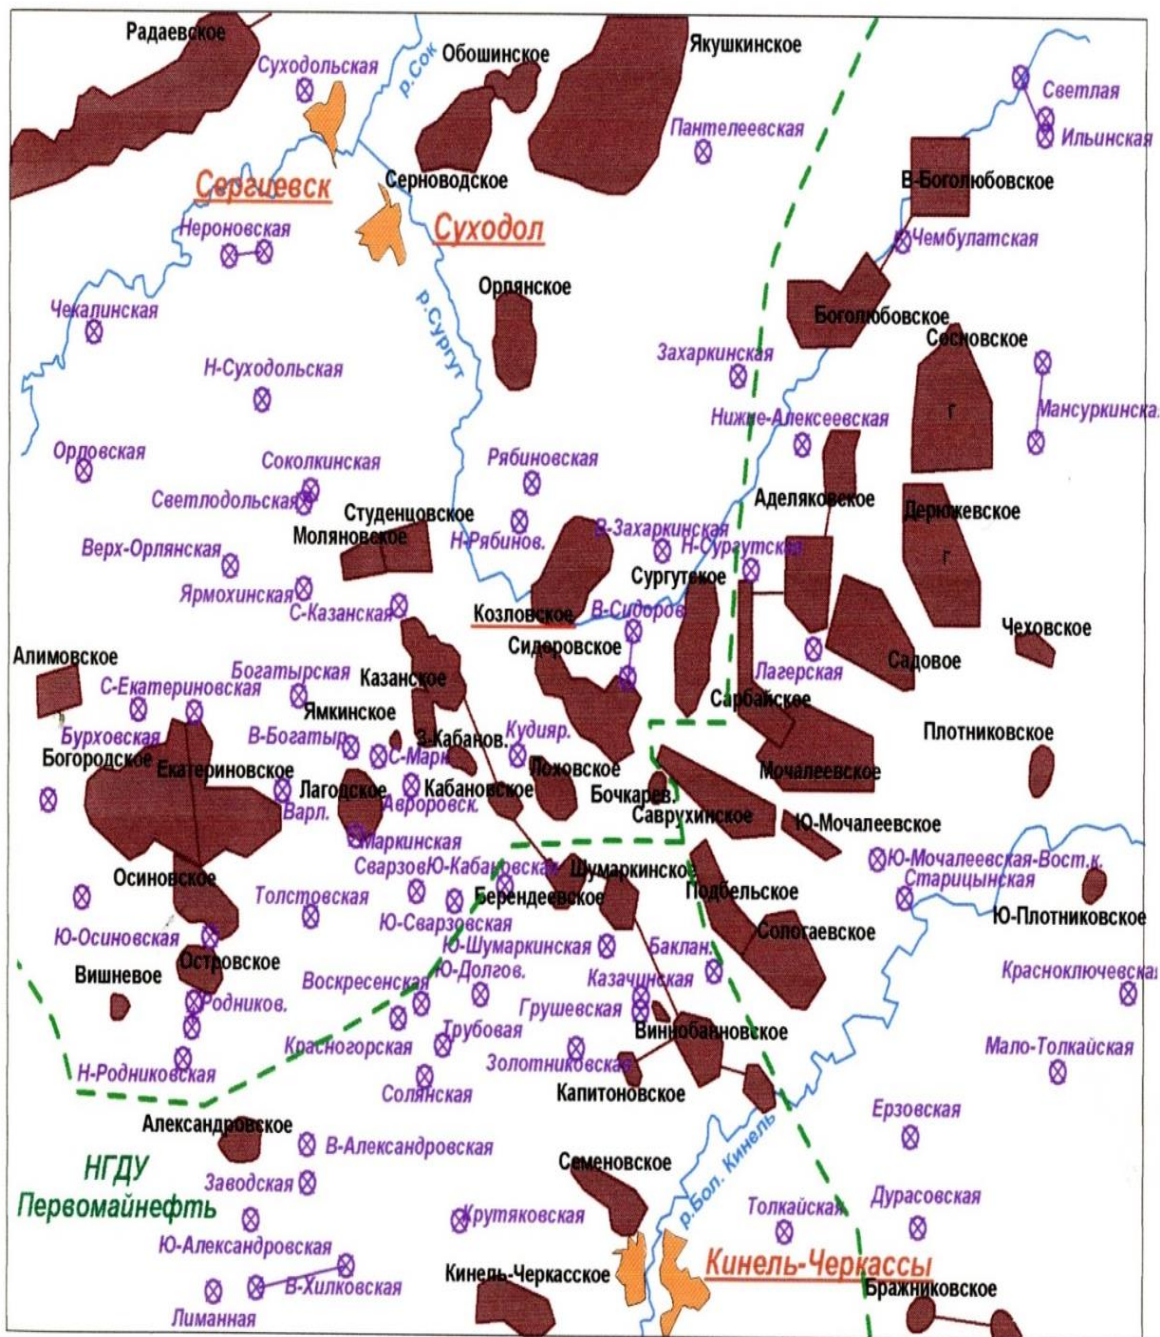 Радаевское
Суходольская
р.Сок
Обошинское
Якушкинское
Светлая
Ильинская
Пантелеевская
Сергиевск
Серноводское
В-Боголюбовское
Нероновская
Суходол
Чембулатская
Чекалинская
р.Сургут
Орлянское
Боголюбовское
Сосновское
Н-Суходольская
Захаркинская
Мансуркинска
Г
Нижне-Алексеевская
Орловская
Соколкинская
Рябиновская
Светлодольская
Аделяковское
Дерюжевское
Студенцовское
Моляновское
Н-Рябинов.
В-Захаркинская
Н-Сургутская
Верх-Орлянская
Г
Ярмохинская
С-Казанская
Сургутское
Козловское
В-Сидоров
Чеховское
Алимовское
Сидоровское
Лагерская
Садовое
С-Екатериновская
Богатырская
Казанское
Сарбайское
Ямкинское
Бурховская
В-Богатыр
З-Кабанов.
Кудияр.
Плотниковское
Богородское
Екатериновское
С-Марк
Лоховское
Мочалеевское
Лагодское
Кабановское
Бочкарев.
Варл.
Авроровск.
Саврухинское
Ю-Мочалеевское
Маркинская
Сварзов
Ю-Кабановская
Шумаркинское
Ю-Мочалеевская-Вост.к.
Осиновское
Толстовская
Берендеевское
Подбельское
Старицынская
Ю-Сварзовская
Сологаевское
Ю-Плотниковское
Ю-Осиновская
Ю-Шумаркинская
Баклан.
Островское
Ю-Долгов.
Казачинская
Красноключевска
Вишневое
Воскресенская
Родников.
Грушевская
Трубовая
Виннобанновское
Красногорская
Золотниковская
Мало-Толкайская
Н-Родниковская
Солянская
Капитоновское
Александровское
Ерзовская
В-Александровская
НГДУ
Первомайнефть
Семеновское
р.Бол. Кинель
Заводская
Дурасовская
Крутяковская
Толкайская
Ю-Александровская
Кинель-Черкасское
Кинель-Черкассы
В-Хилковская
Бражниковское
Лиманная